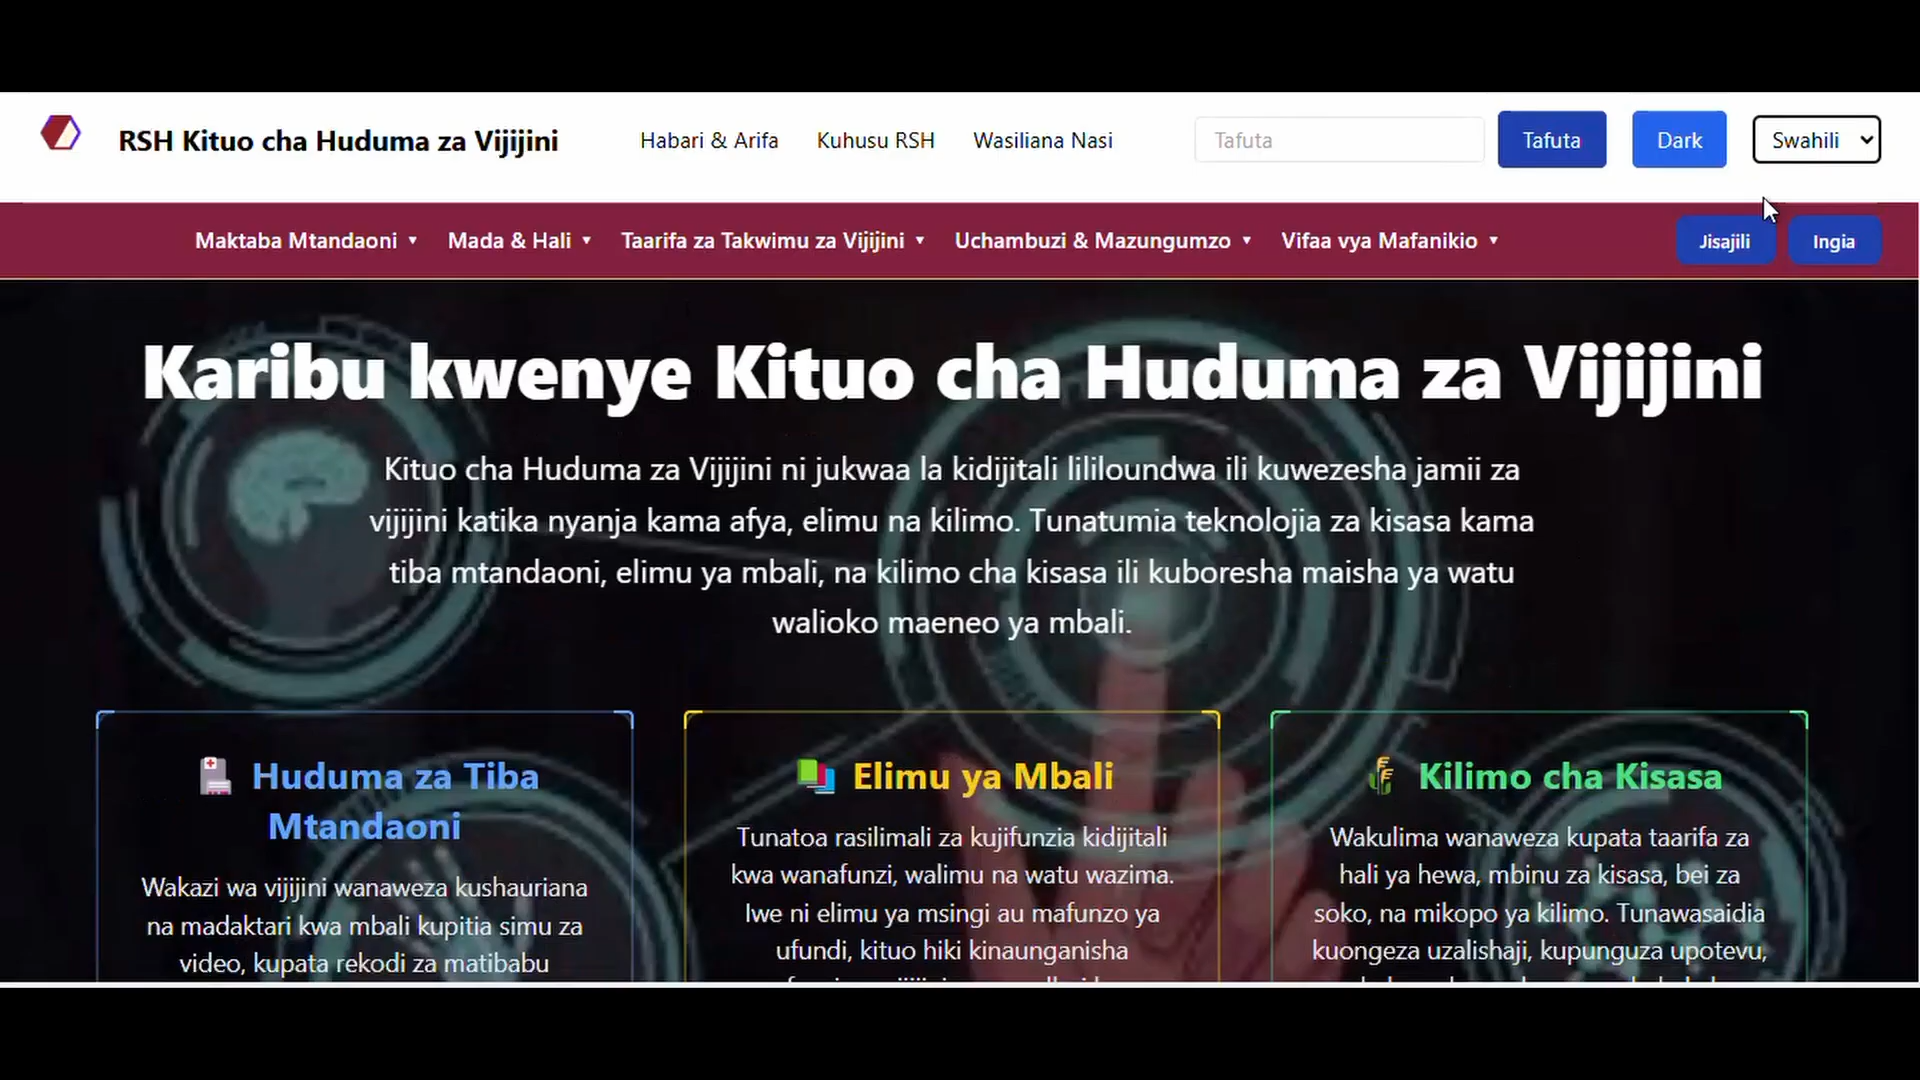 RSH Kituo cha Huduma za Vijijini
Habari & Arifa
Kuhusu RSH
Wasiliana Nasi
Tafuta
Tafuta
Dark
Swahili
Maktaba Mtandaoni
Mada & Hali
Taarifa za Takwimu za Vijijini
Uchambuzi & Mazungumzo
Vifaa vya Mafanikio
Jisajili
Ingia
Karibu kwenye Kituo cha Huduma za Vijijini
Kituo cha Huduma za Vijijini ni jukwaa la kidijitali lililoundwa ili kuwezesha jamii za
vijijini katika nyanja kama afya, elimu na kilimo. Tunatumia teknolojia za kisasa kama
tiba mtandaoni, elimu ya mbali, na kilimo cha kisasa ili kuboresha maisha ya watu
walioko maeneo ya mbali.
Huduma za Tiba
Mtandaoni
Wakazi wa vijijini wanaweza kushauriana
na madaktari kwa mbali kupitia simu za
video, kupata rekodi za matibabu
Elimu ya Mbali
Tunatoa rasilimali za kujifunzia kidijitali
kwa wanafunzi, walimu na watu wazima.
Iwe ni elimu ya msingi au mafunzo ya
ufundi, kituo hiki kinaunganisha
Kilimo cha Kisasa
Wakulima wanaweza kupata taarifa za
hali ya hewa, mbinu za kisasa, bei za
soko, na mikopo ya kilimo. Tunawasaidia
kuongeza uzalishaji, kupunguza upotevu,